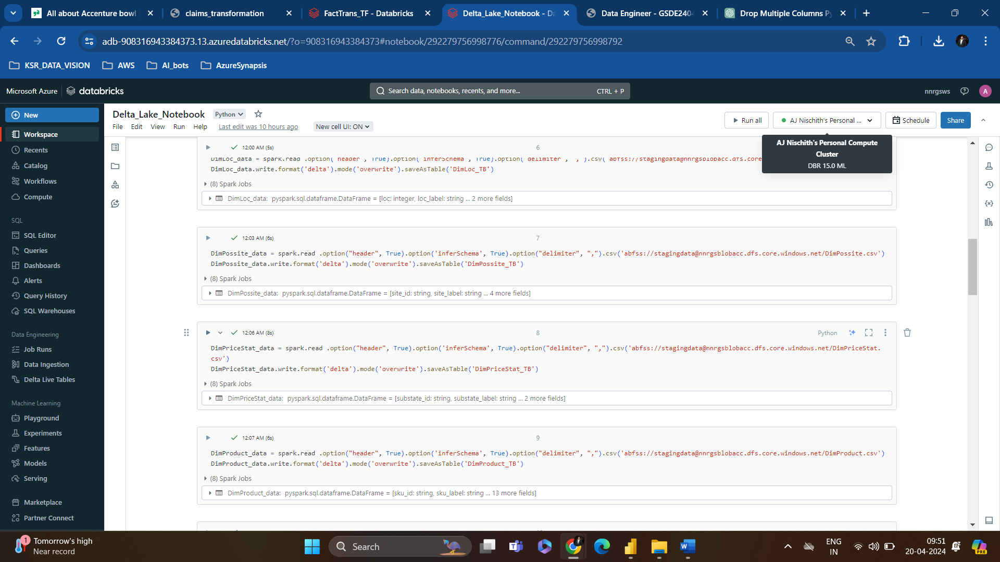 All about Accenture bowl
claims_transformation
FactTrans_TF - Databricks
Delta_Lake_Notebook - Da
Data Engineer - GSDE2404
Drop Multiple Columns Py
adb-908316943384373.13.azuredatabricks.net/?o=908316943384373#notebook/292279756998776/command/292279756998792
KSR_DATA_VISION
AWS
AI_bots
AzureSynapsis
Microsoft Azure
databricks
Search data, notebooks, recents, and more...
CTRL + P
nnrgsws
A
New
Workspace
Recents
Catalog
Workflows
Compute
SQL
SQL Editor
Queries
Dashboards
Alerts
Query History
SQL Warehouses
Data Engineering
Job Runs
Data Ingestion
Delta Live Tables
Machine Learning
Playground
Experiments
Features
Models
Serving
Marketplace
Partner Connect
Delta_Lake_Notebook
Python
File Edit View Run Help
Last edit was 10 hours ago
New cell UI: ON
Run all
AJ Nischith's Personal ...
Schedule
Share
AJ Nischith's Personal Compute
Cluster
DBR 15.0 ML
12:00 AM (5s)
6
DimLoc_data = spark.read .option("header", True).option('inferSchema', True).option("delimiter", ",").csv('abfss://stagingdata@nnrgsblobacc.dfs.core
DimLoc_data.write.format('delta').mode('overwrite').saveAsTable('DimLoc_TB')
(8) Spark Jobs
DimLoc_data: pyspark.sql.dataframe.DataFrame = [loc: integer, loc_label: string ... 2 more fields]
12:03 AM (6s)
7
DimPossite_data = spark.read .option("header", True).option('inferSchema', True).option("delimiter", ",").csv('abfss://stagingdata@nnrgsblobacc.dfs.core.windows.net/DimPossite.csv')
DimPossite_data.write.format('delta').mode('overwrite').saveAsTable('DimPossite_TB')
(8) Spark Jobs
DimPossite_data: pyspark.sql.dataframe.DataFrame = [site_id: string, site_label: string ... 4 more fields]
12:06 AM (8s)
8
Python
DimPriceStat_data = spark.read .option("header", True).option('inferSchema', True).option("delimiter", ",").csv('abfss://stagingdata@nnrgsblobacc.dfs.core.windows.net/DimPriceStat.
csv')
DimPriceStat_data.write.format('delta').mode('overwrite').saveAsTable('DimPriceStat_TB')
(8) Spark Jobs
DimPriceStat_data: pyspark.sql.dataframe.DataFrame = [substate_id: string, substate_label: string ... 2 more fields]
12:07 AM (6s)
9
DimProduct_data = spark.read .option("header", True).option('inferSchema', True).option("delimiter", ",").csv('abfss://stagingdata@nnrgsblobacc.dfs.core.windows.net/DimProduct.csv')
DimProduct_data.write.format('delta').mode('overwrite').saveAsTable('DimProduct_TB')
(8) Spark Jobs
DimProduct_data: pyspark.sql.dataframe.DataFrame = [sku_id: string, sku_label: string ... 13 more fields]
1
Tomorrow's high
Near record
Search
ENG
IN
09:51
20-04-2024
PRE